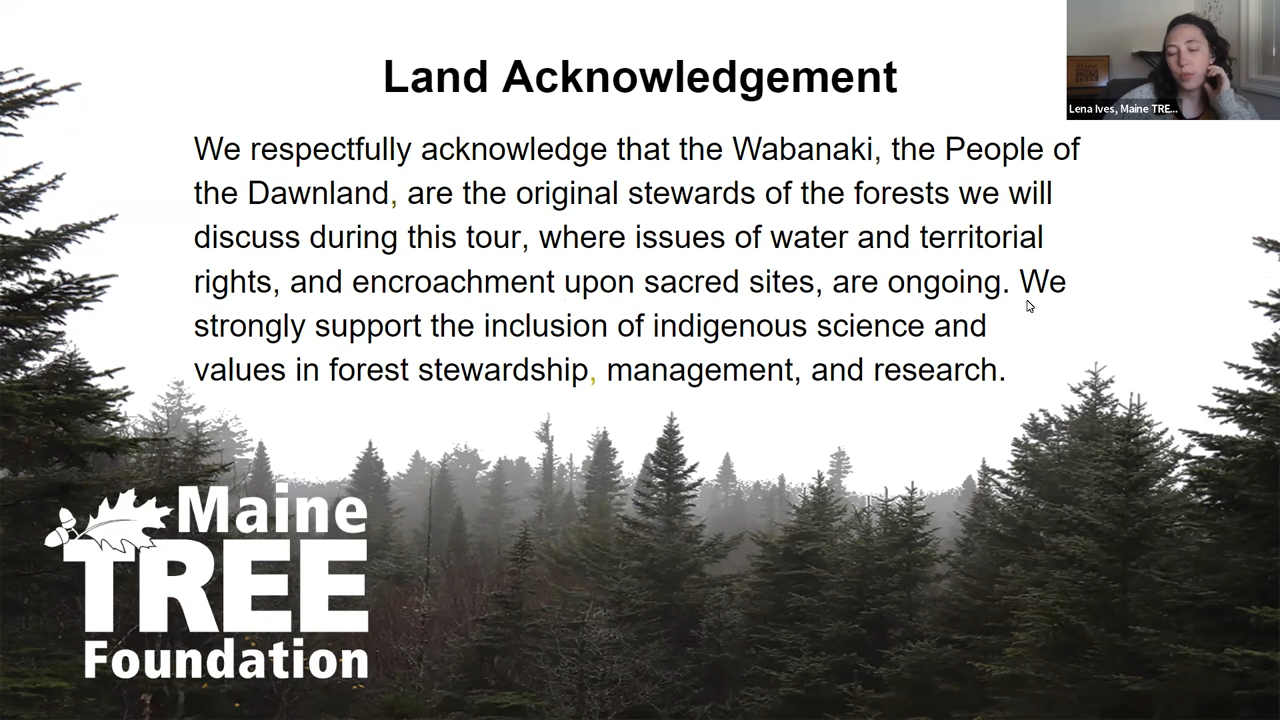 Land Acknowledgement
Lena Ives, Maine TRE...
We respectfully acknowledge that the Wabanaki, the People of
the Dawnland, are the original stewards of the forests we will
discuss during this tour, where issues of water and territorial
rights, and encroachment upon sacred sites, are ongoing. We
strongly support the inclusion of indigenous science and
values in forest stewardship, management, and research.
Maine
TREE
Foundation